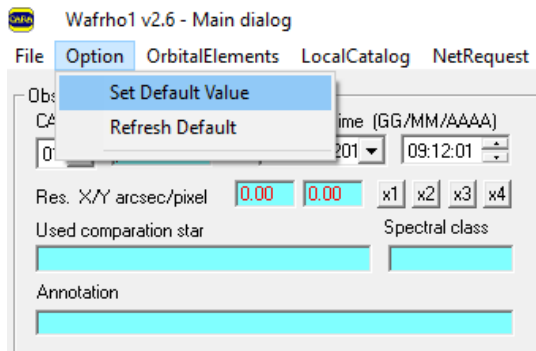 CARA Wafrho1 v2.6 - Main dialog
File Option OrbitalElements LocalCatalog NetRequest
Set Default Value
Refresh Default
(GG/MM/AAAA)
09:12:01
Res. X/Y arcsec/pixel 0.00 0.00 x1 x2 x3 x4
Used comparation star Spectral class
Annotation